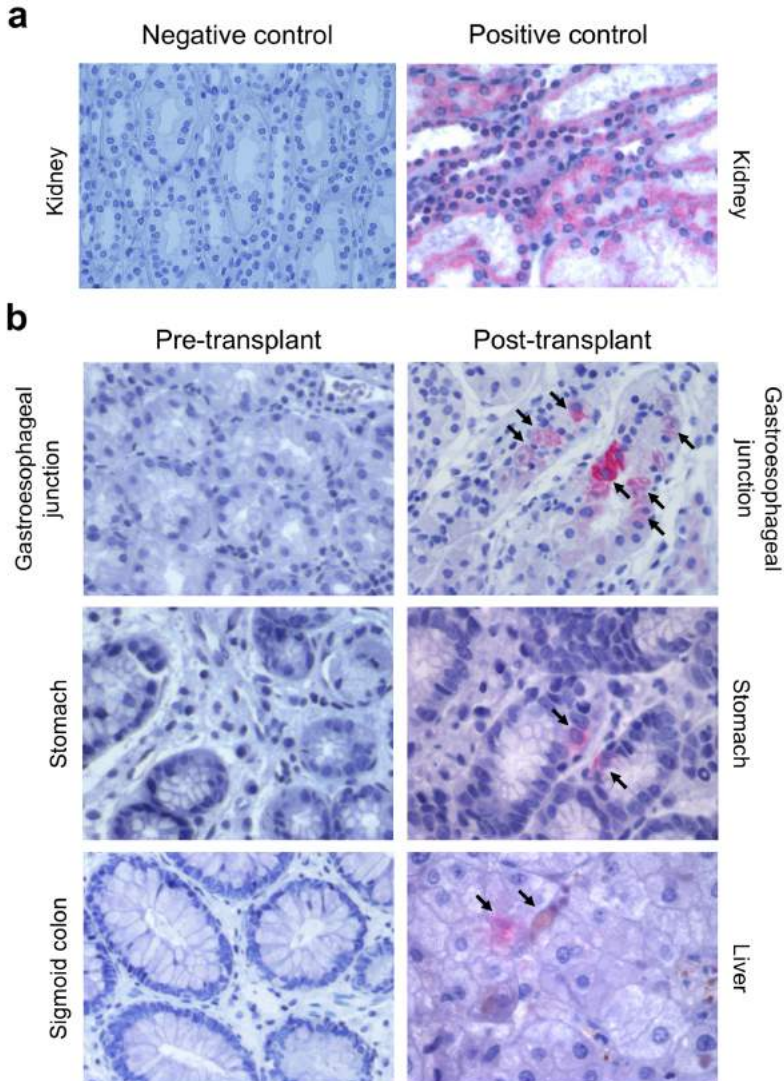 a
Negative control
Positive control
Kidney
Kidney
b
Pre-transplant
Post-transplant
Gastroesophageal
junction
Gastroesophageal
junction
Stomach
Stomach
Sigmoid colon
Liver